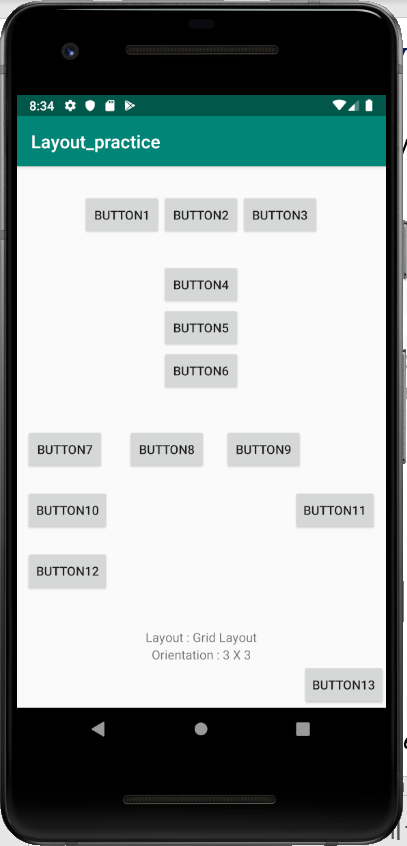 8:34
Layout_practice
BUTTON1 BUTTON2 BUTTON3
BUTTON4
BUTTON5
BUTTON6
BUTTON7 BUTTON8 BUTTON9
BUTTON10 BUTTON11
BUTTON12
Layout : Grid Layout
Orientation : 3 X 3
BUTTON13